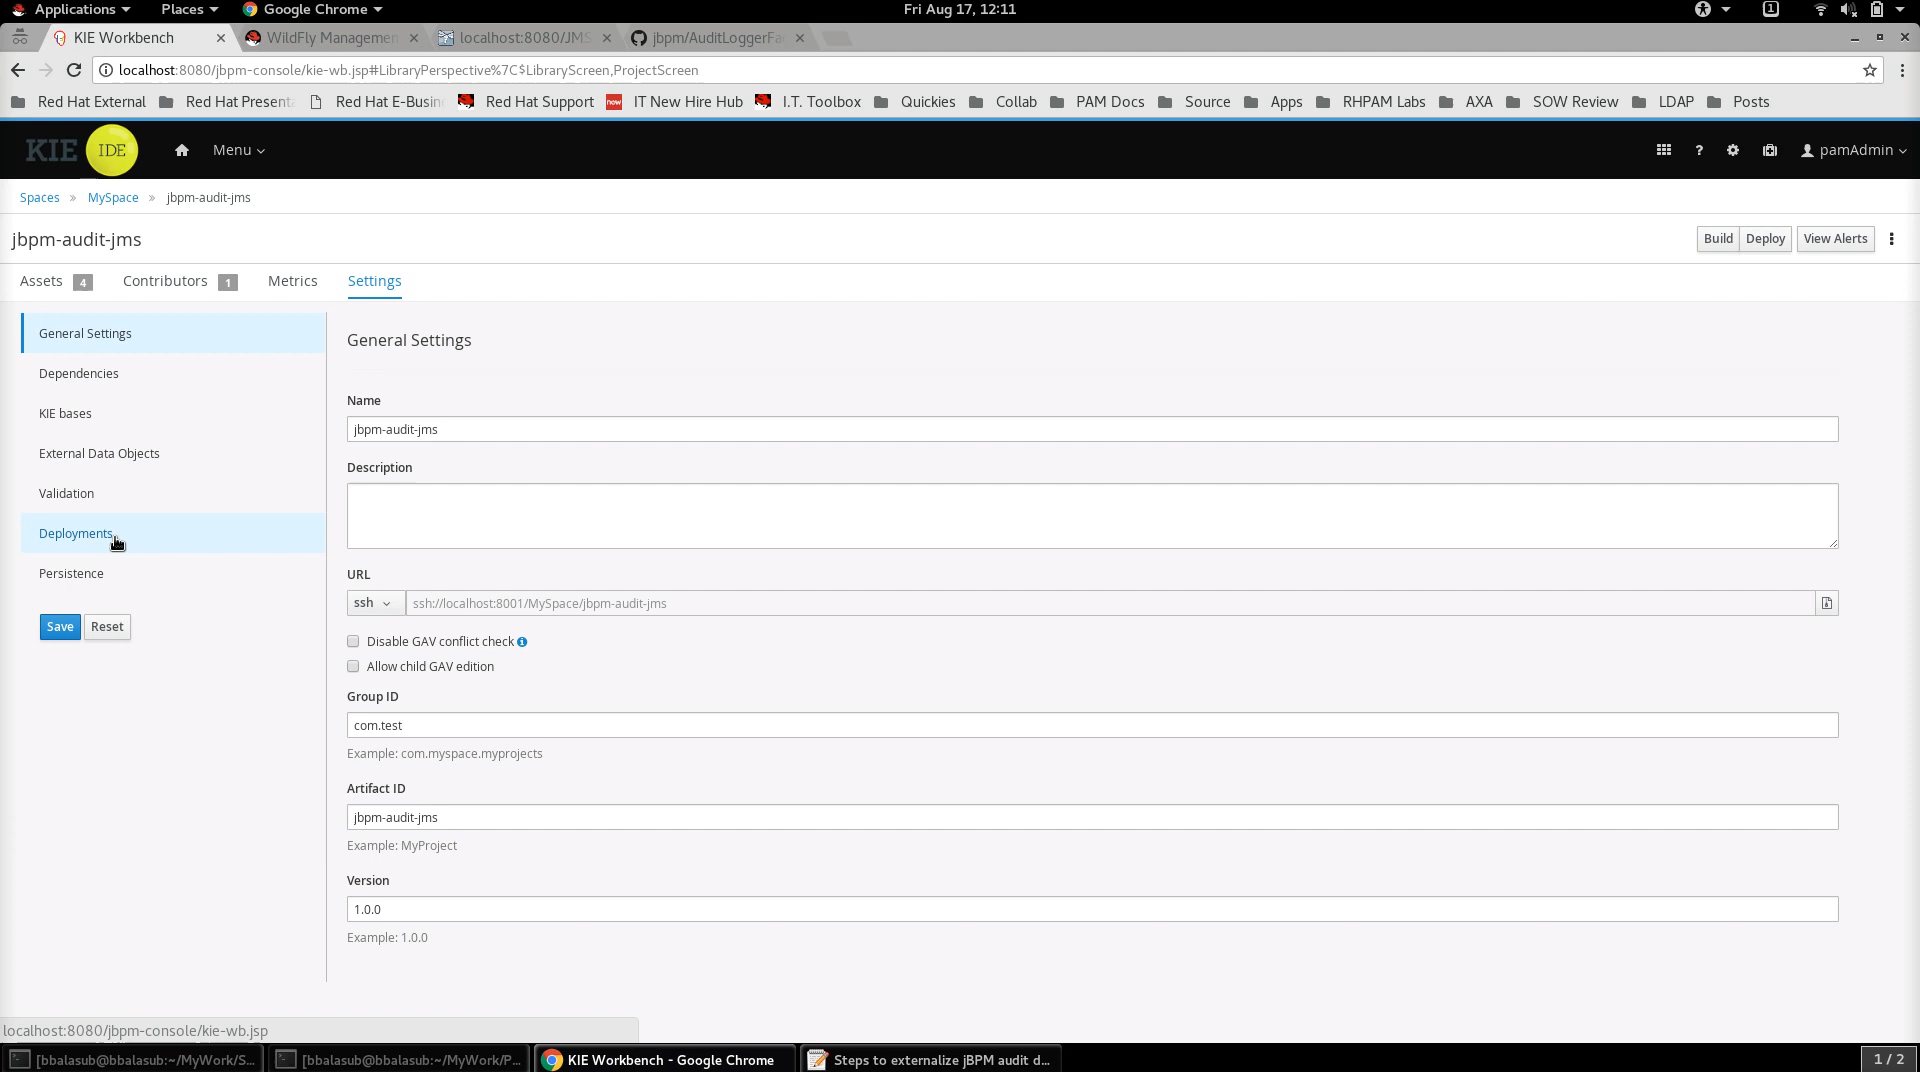 Applications Places Google Chrome Fri Aug 17, 12:11 1
KIE Workbench WildFly Managemen localhost:8080/JMS jbpm/AuditLoggerFa
localhost:8080/jbpm-console/kie-wb.jsp#LibraryPerspective%7C$LibraryScreen,ProjectScreen
Red Hat External Red Hat Presenta Red Hat E-Busin Red Hat Support now IT New Hire Hub I.T. Toolbox Quickies Collab PAM Docs Source Apps RHPAM Labs AXA SOW Review LDAP Posts
KIE IDE Menu ? pamAdmin
Spaces » MySpace » jbpm-audit-jms
jbpm-audit-jms Build Deploy View Alerts
Assets 4 Contributors 1 Metrics Settings
General Settings
Dependencies
KIE bases
External Data Objects
Validation
Deployments
Persistence
Save Reset
General Settings
Name
jbpm-audit-jms
Description
URL
ssh ssh://localhost:8001/MySpace/jbpm-audit-jms
Disable GAV conflict check
Allow child GAV edition
Group ID
com.test
Example: com.myspace.myprojects
Artifact ID
jbpm-audit-jms
Example: MyProject
Version
1.0.0
Example: 1.0.0
localhost:8080/jbpm-console/kie-wb.jsp
[bbalasub@bbalasub:~/MyWork/S... [bbalasub@bbalasub:~/MyWork/P... KIE Workbench - Google Chrome Steps to externalize jBPM audit d... 1 / 2